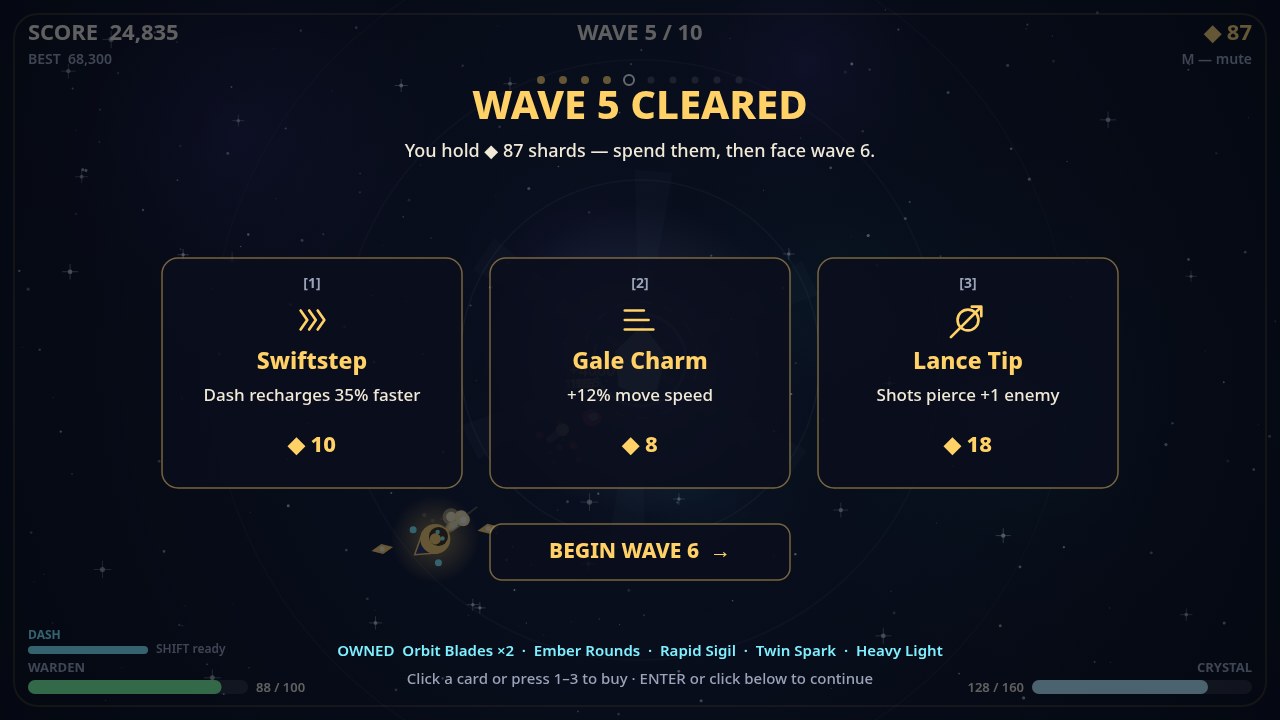 SCORE 24,835
WAVE 5 / 10
◆ 87
BEST 68,300
M — mute
WAVE 5 CLEARED
You hold ◆ 87 shards — spend them, then face wave 6.
[1]
Swiftstep
Dash recharges 35% faster
◆ 10
[2]
Gale Charm
+12% move speed
◆ 8
[3]
Lance Tip
Shots pierce +1 enemy
◆ 18
BEGIN WAVE 6 →
DASH
SHIFT ready
WARDEN
88 / 100
OWNED Orbit Blades ×2 · Ember Rounds · Rapid Sigil · Twin Spark · Heavy Light
Click a card or press 1–3 to buy · ENTER or click below to continue
CRYSTAL
128 / 160